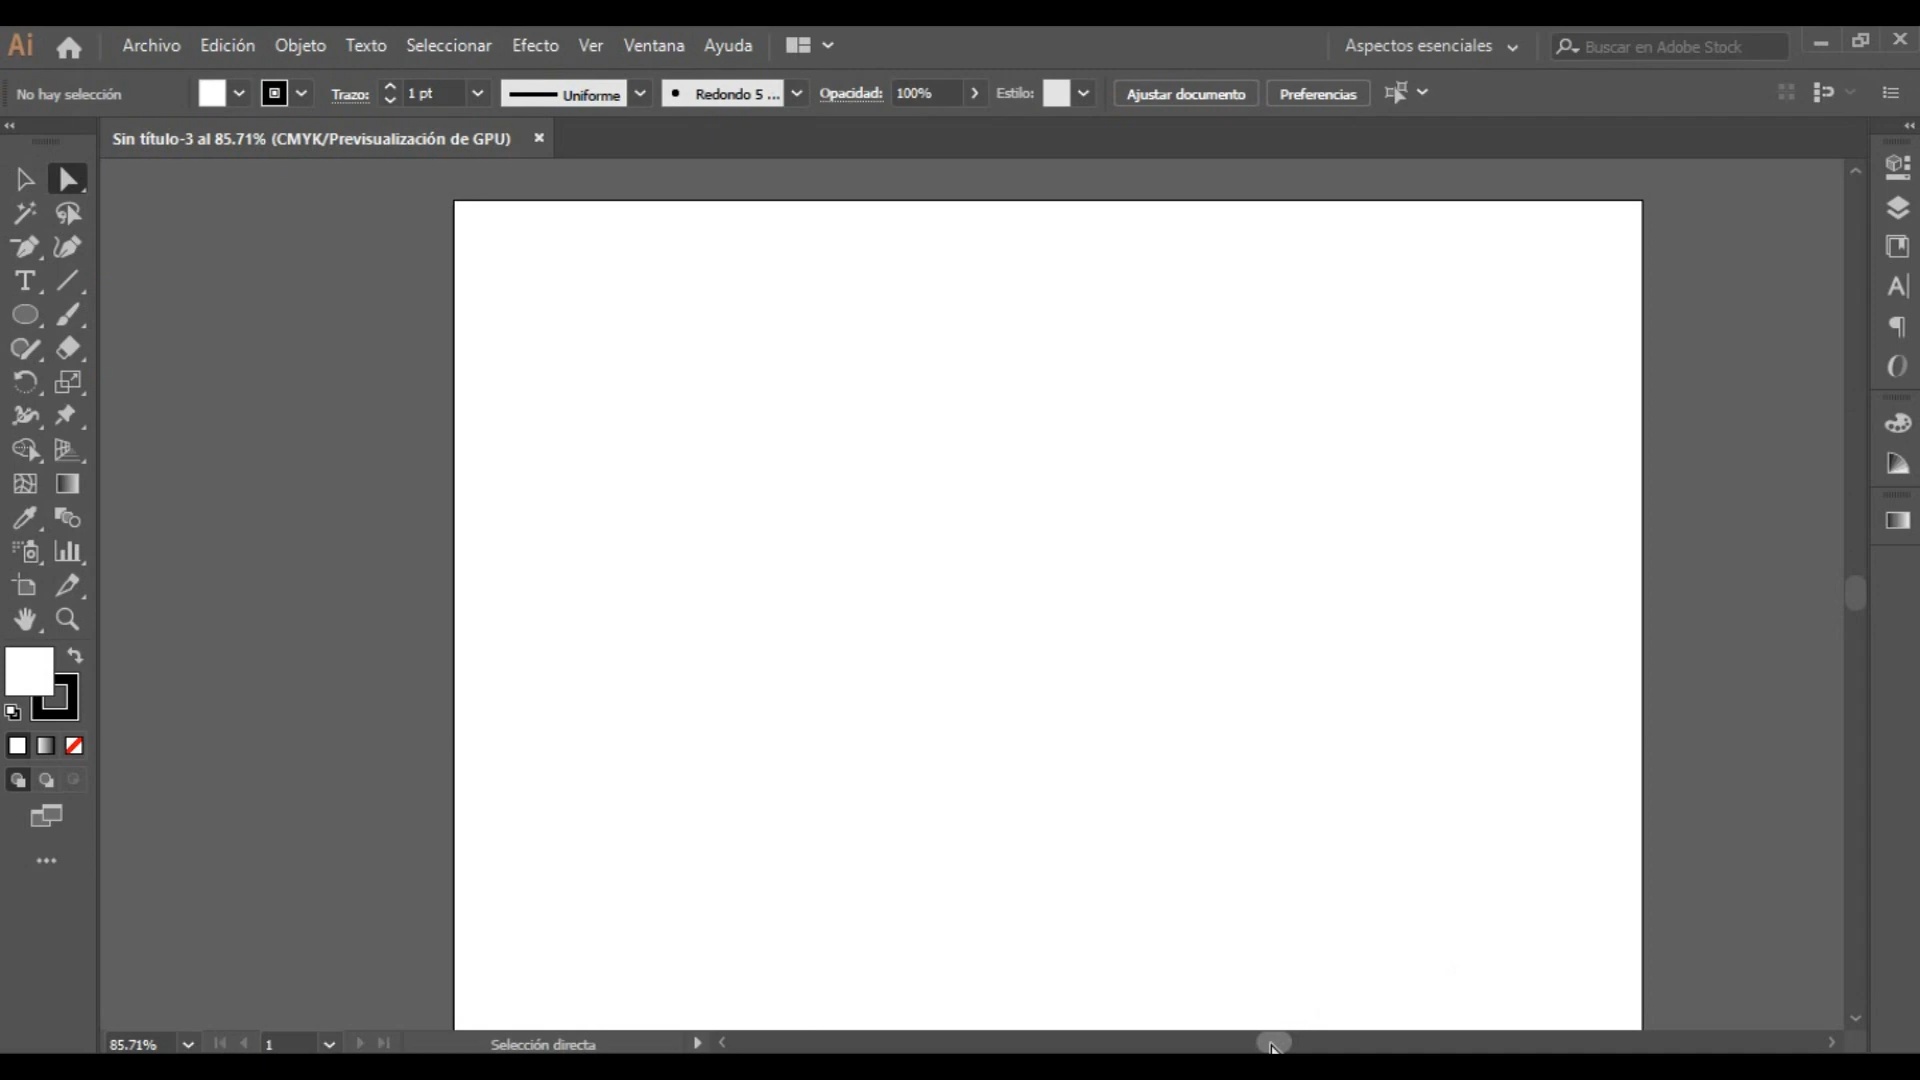 Ai Archivo Edición Objeto Texto Seleccionar Efecto Ver Ventana Ayuda Aspectos esenciales Buscar en Adobe Stock
No hay selección Trazo: 1 pt Uniforme Redondo 5 ... Opacidad: 100% Estilo: Ajustar documento Preferencias
Sin título-3 al 85.71% (CMYK/Previsualización de GPU)
85.71% 1 Selección directa